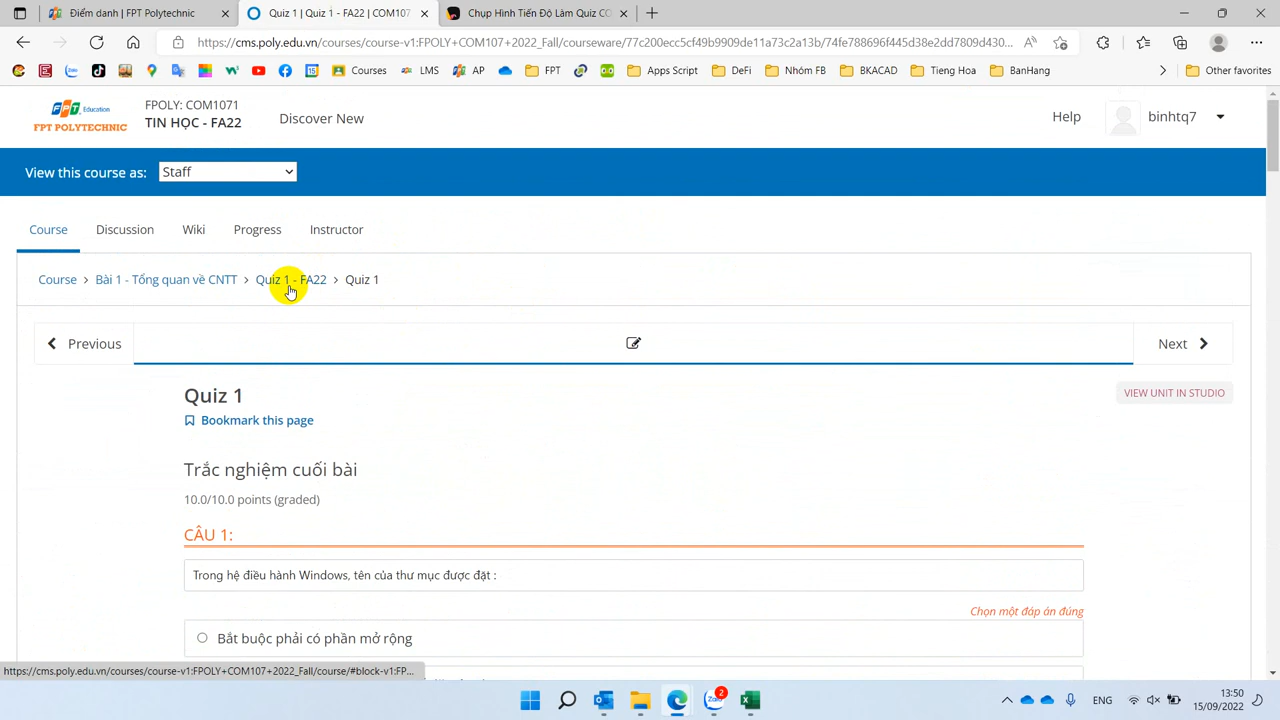 Điểm danh | FPT Polytechnic
Quiz 1 | Quiz 1 - FA22 | COM107
Chụp Hình Tiến Độ Làm Quiz CO
https://cms.poly.edu.vn/courses/course-v1:FPOLY+COM107+2022_Fall/courseware/77c200ecc5cf49b9909de11a73c2a13b/74fe788696f445d38e2dd7809d430...
Courses
LMS
AP
FPT
Apps Script
DeFi
Nhóm FB
BKACAD
Tieng Hoa
BanHang
Other favorites
FPT Education
FPT POLYTECHNIC
FPOLY: COM1071
TIN HỌC - FA22
Discover New
Help
binhtq7
View this course as:
Staff
Course
Discussion
Wiki
Progress
Instructor
Course > Bài 1 - Tổng quan về CNTT > Quiz 1 - FA22 > Quiz 1
Previous
Next
Quiz 1
VIEW UNIT IN STUDIO
Bookmark this page
Trắc nghiệm cuối bài
10.0/10.0 points (graded)
CÂU 1:
Trong hệ điều hành Windows, tên của thư mục được đặt :
Chọn một đáp án đúng
Bắt buộc phải có phần mở rộng
https://cms.poly.edu.vn/courses/course-v1:FPOLY+COM107+2022_Fall/course/#block-v1:FP...
2
ENG
13:50
15/09/2022